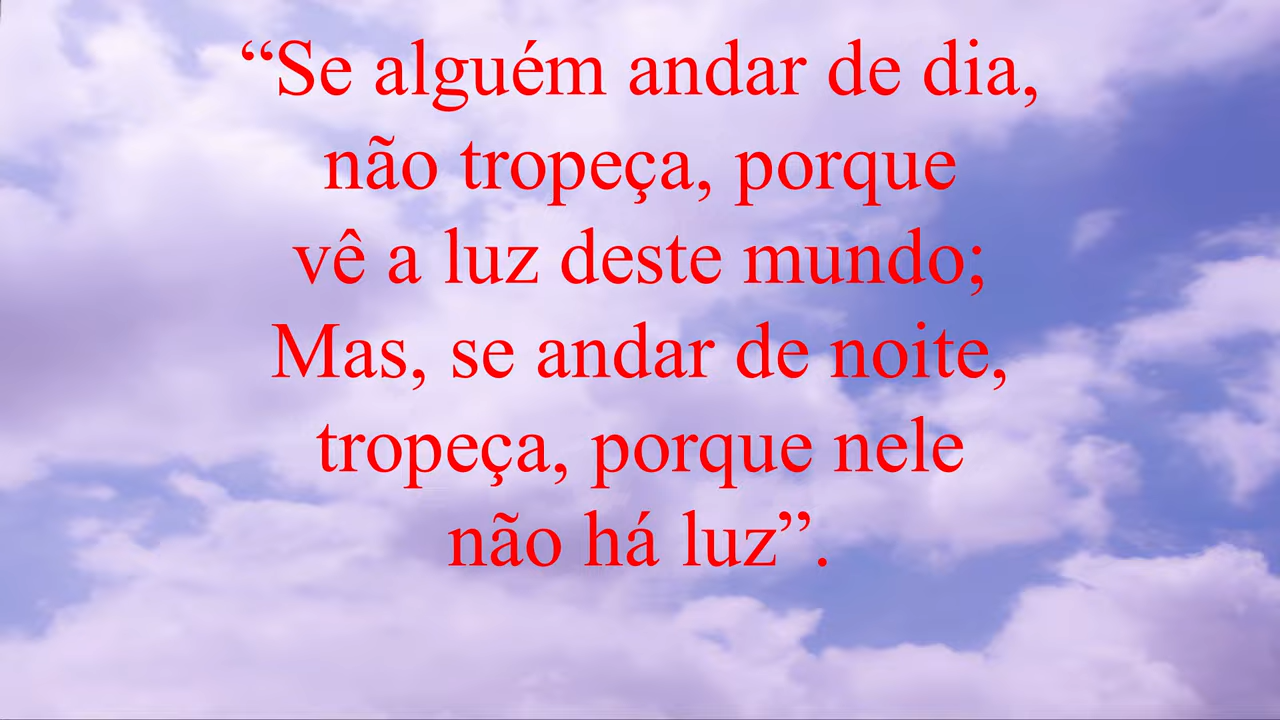 “Se alguém andar de dia,
não tropeça, porque
vê a luz deste mundo;
Mas, se andar de noite,
tropeça, porque nele
não há luz”.